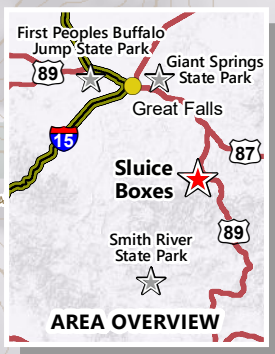 First Peoples Buffalo
Jump State Park
Giant Springs
State Park
89
Great Falls
15
87
Sluice
Boxes
89
Smith River
State Park
AREA OVERVIEW